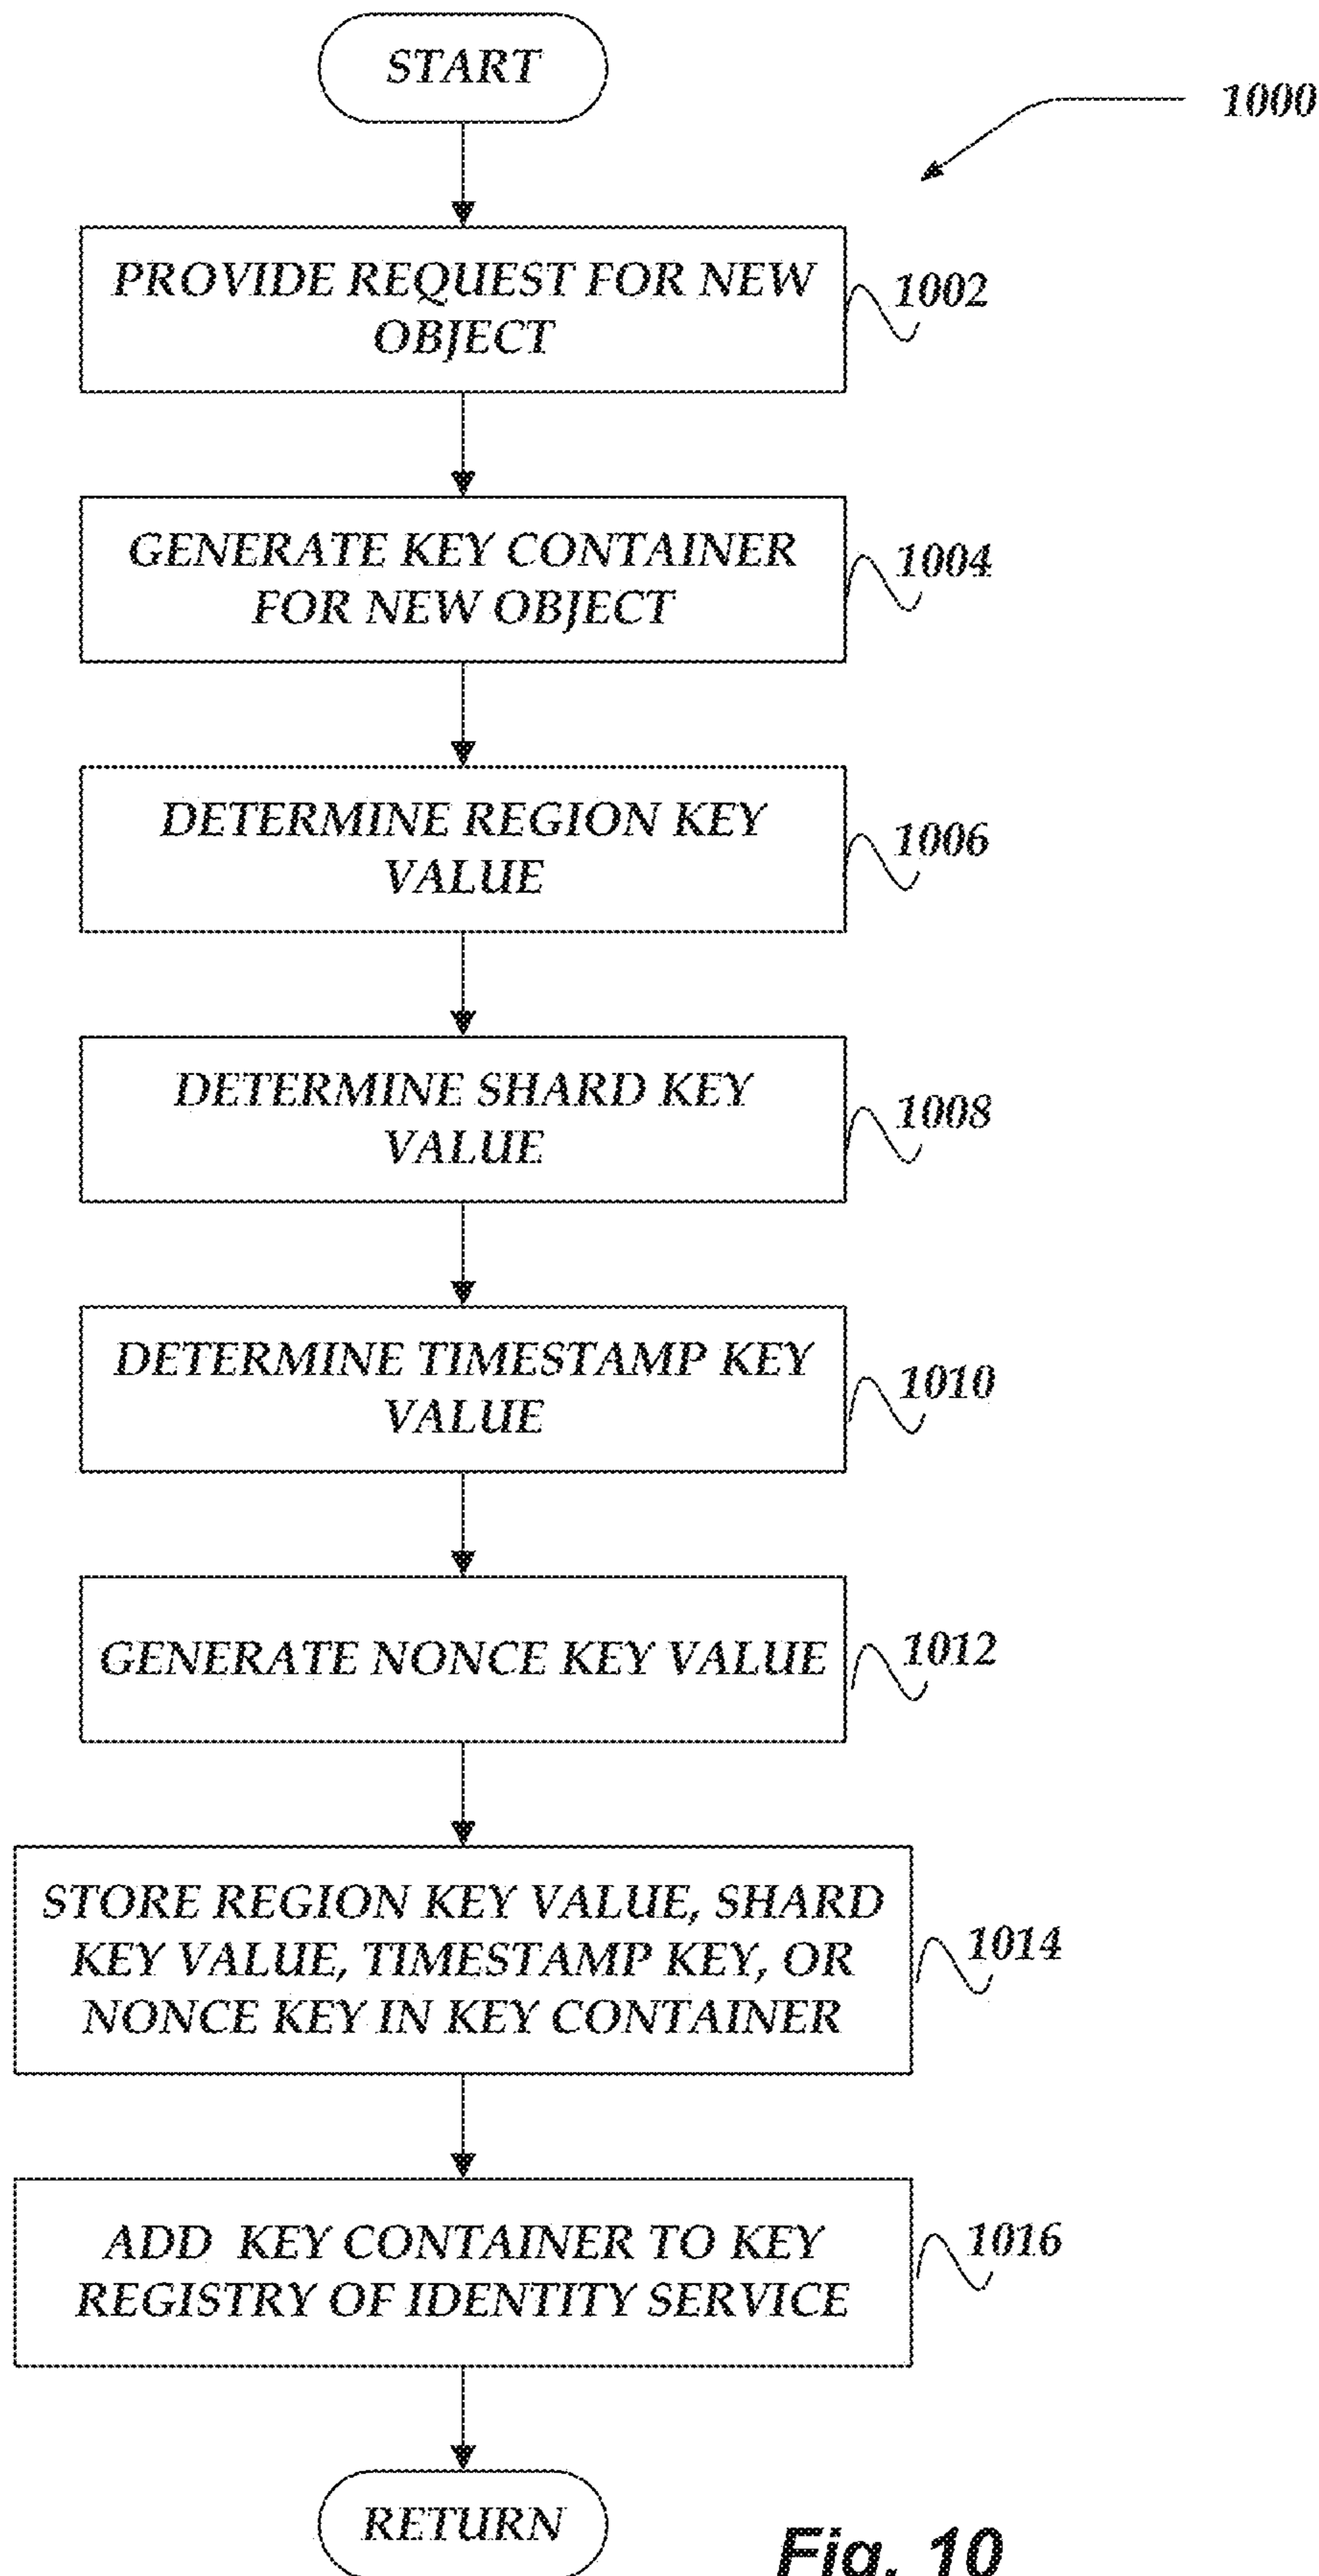 START
1000
PROVIDE REQUEST FOR NEW
OBJECT
1002
GENERATE KEY CONTAINER
FOR NEW OBJECT
1004
DETERMINE REGION KEY
VALUE
1006
DETERMINE SHARD KEY
VALUE
1008
DETERMINE TIMESTAMP KEY
VALUE
1010
GENERATE NONCE KEY VALUE
1012
STORE REGION KEY VALUE, SHARD
KEY VALUE, TIMESTAMP KEY, OR
NONCE KEY IN KEY CONTAINER
1014
ADD KEY CONTAINER TO KEY
REGISTRY OF IDENTITY SERVICE
1016
RETURN
Fig. 10